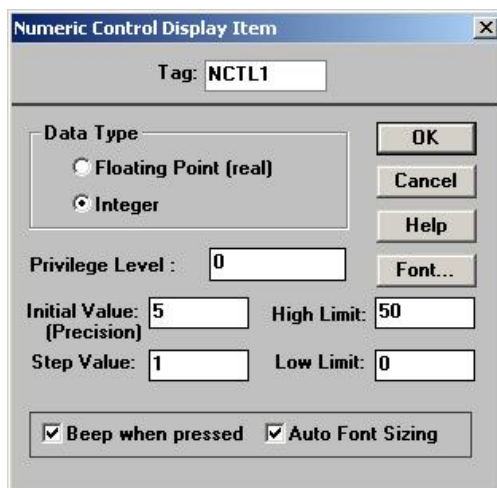 Numeric Control Display Item
Tag: NCTL1
Data Type
Floating Point (real)
Integer
OK
Cancel
Help
Privilege Level : 0
Font...
Initial Value: 5 High Limit: 50
(Precision)
Step Value: 1 Low Limit: 0
Beep when pressed Auto Font Sizing